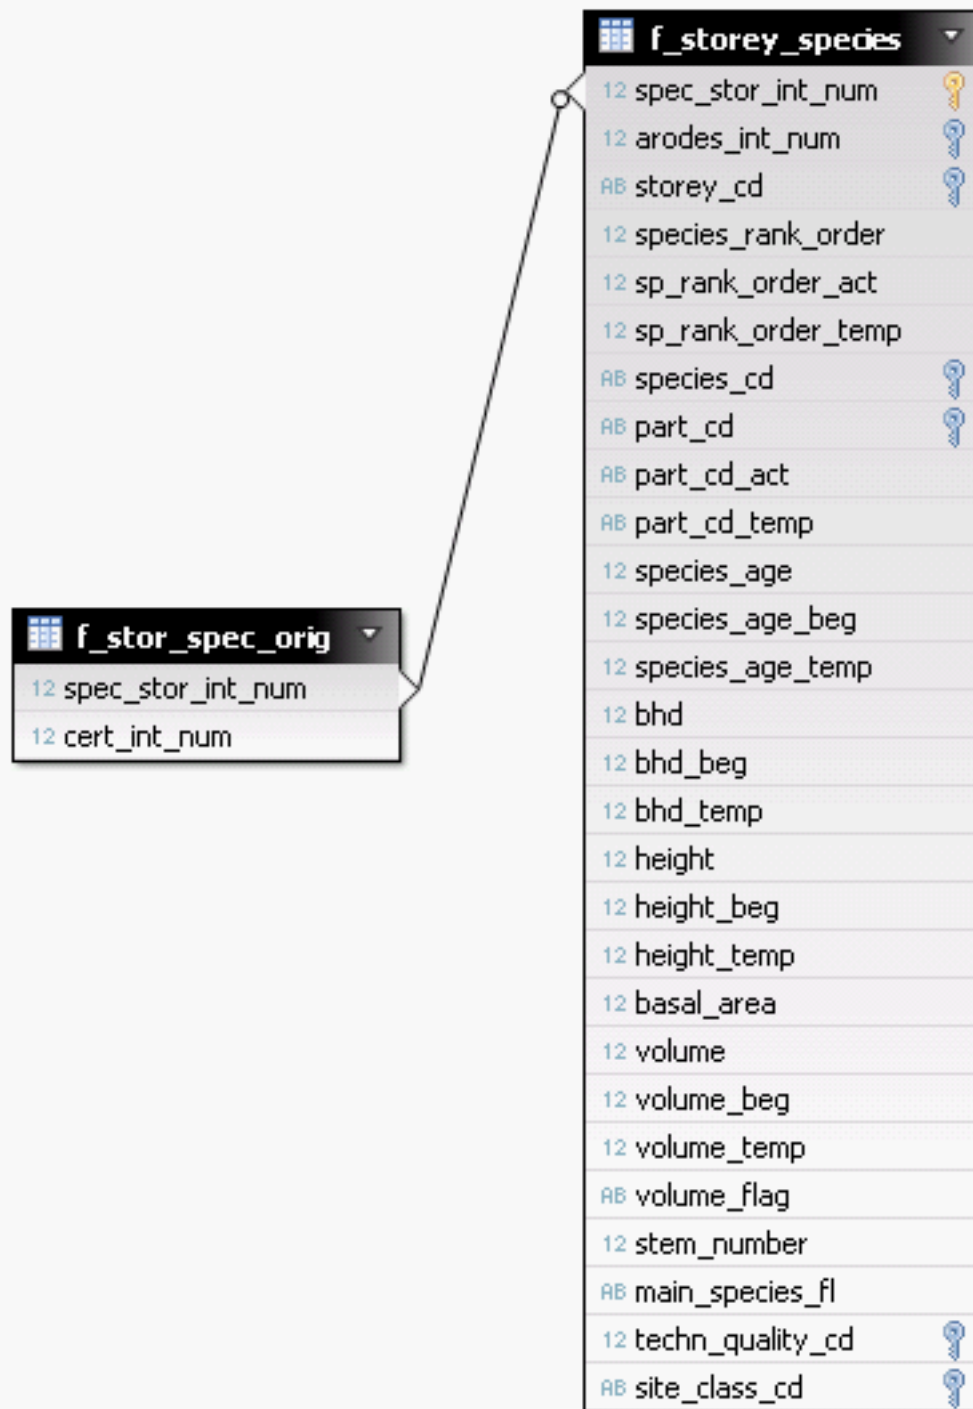 f_storey_species
12 spec_stor_int_num
12 arodes_int_num
AB storey_cd
12 species_rank_order
12 sp_rank_order_act
12 sp_rank_order_temp
AB species_cd
AB part_cd
AB part_cd_act
AB part_cd_temp
12 species_age
12 species_age_beg
12 species_age_temp
12 bhd
12 bhd_beg
12 bhd_temp
12 height
12 height_beg
12 height_temp
12 basal_area
12 volume
12 volume_beg
12 volume_temp
AB volume_flag
12 stem_number
AB main_species_fl
12 techn_quality_cd
AB site_class_cd
f_stor_spec_orig
12 spec_stor_int_num
12 cert_int_num